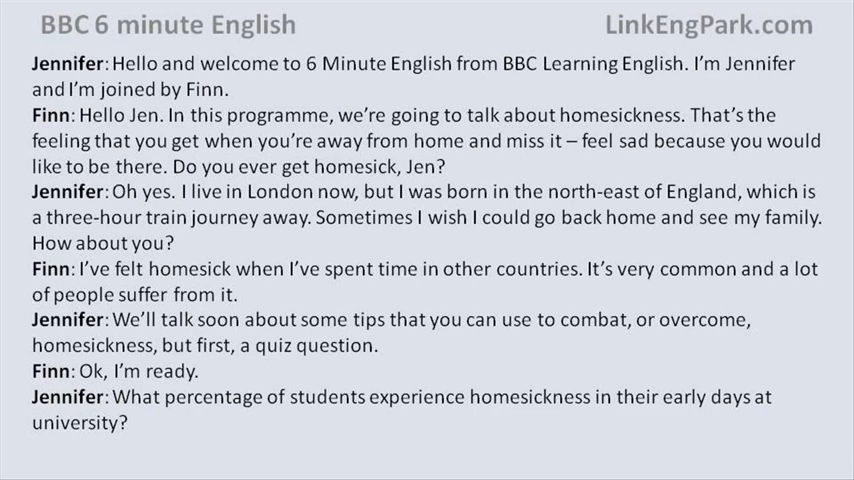 BBC 6 minute English
LinkEngPark.com
Jennifer: Hello and welcome to 6 Minute English from BBC Learning English. I’m Jennifer
and I’m joined by Finn.
Finn: Hello Jen. In this programme, we’re going to talk about homesickness. That’s the
feeling that you get when you’re away from home and miss it – feel sad because you would
like to be there. Do you ever get homesick, Jen?
Jennifer: Oh yes. I live in London now, but I was born in the north-east of England, which is
a three-hour train journey away. Sometimes I wish I could go back home and see my family.
How about you?
Finn: I’ve felt homesick when I’ve spent time in other countries. It’s very common and a lot
of people suffer from it.
Jennifer: We’ll talk soon about some tips that you can use to combat, or overcome,
homesickness, but first, a quiz question.
Finn: Ok, I’m ready.
Jennifer: What percentage of students experience homesickness in their early days at
university?